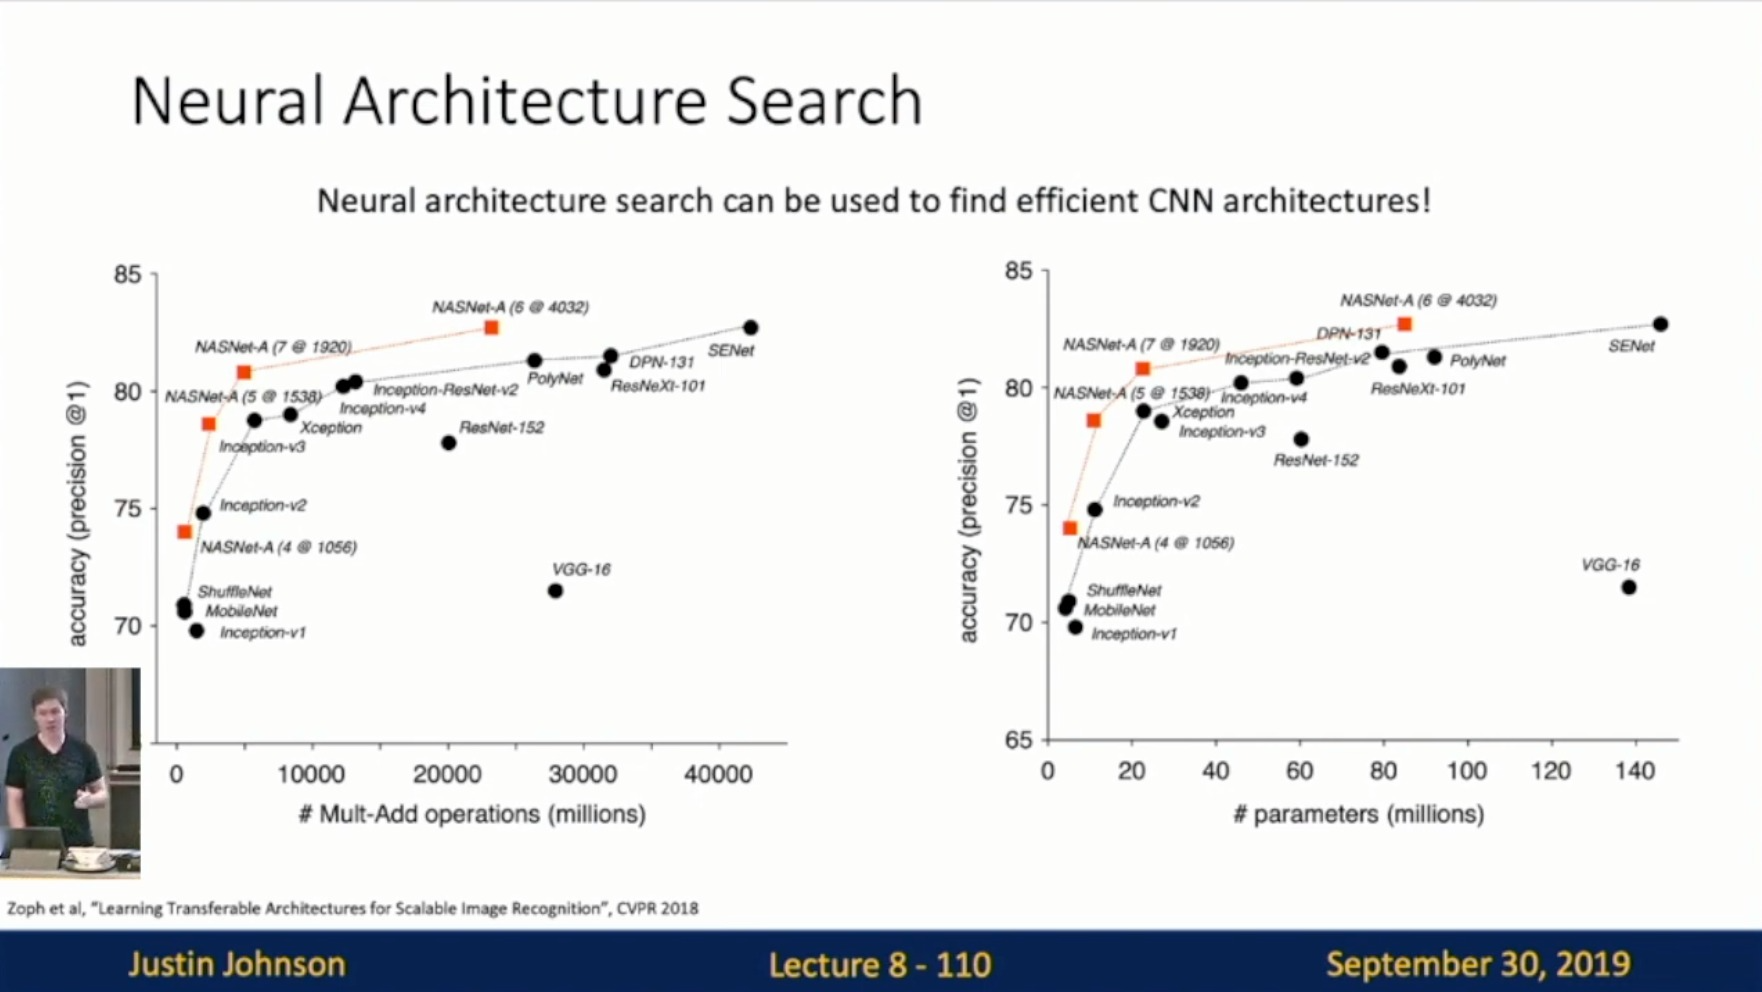 Neural Architecture Search
Neural architecture search can be used to find efficient CNN architectures!
85
80
75
70
accuracy (precision @1)
NASNet-A (6 @ 4032)
NASNet-A (7 @ 1920)
NASNet-A (5 @ 1538)
NASNet-A (4 @ 1056)
SENet
DPN-131
PolyNet
ResNeXt-101
Inception-ResNet-v2
Inception-v4
Xception
ResNet-152
Inception-v3
Inception-v2
VGG-16
ShuffleNet
MobileNet
Inception-v1
0 10000 20000 30000 40000
# Mult-Add operations (millions)
85
80
75
70
65
accuracy (precision @1)
NASNet-A (6 @ 4032)
DPN-131
NASNet-A (7 @ 1920)
SENet
Inception-ResNet-v2
PolyNet
ResNeXt-101
NASNet-A (5 @ 1538)
Inception-v4
Xception
Inception-v3
ResNet-152
Inception-v2
NASNet-A (4 @ 1056)
VGG-16
ShuffleNet
MobileNet
Inception-v1
0 20 40 60 80 100 120 140
# parameters (millions)
Zoph et al, "Learning Transferable Architectures for Scalable Image Recognition", CVPR 2018
Justin Johnson
Lecture 8 - 110
September 30, 2019